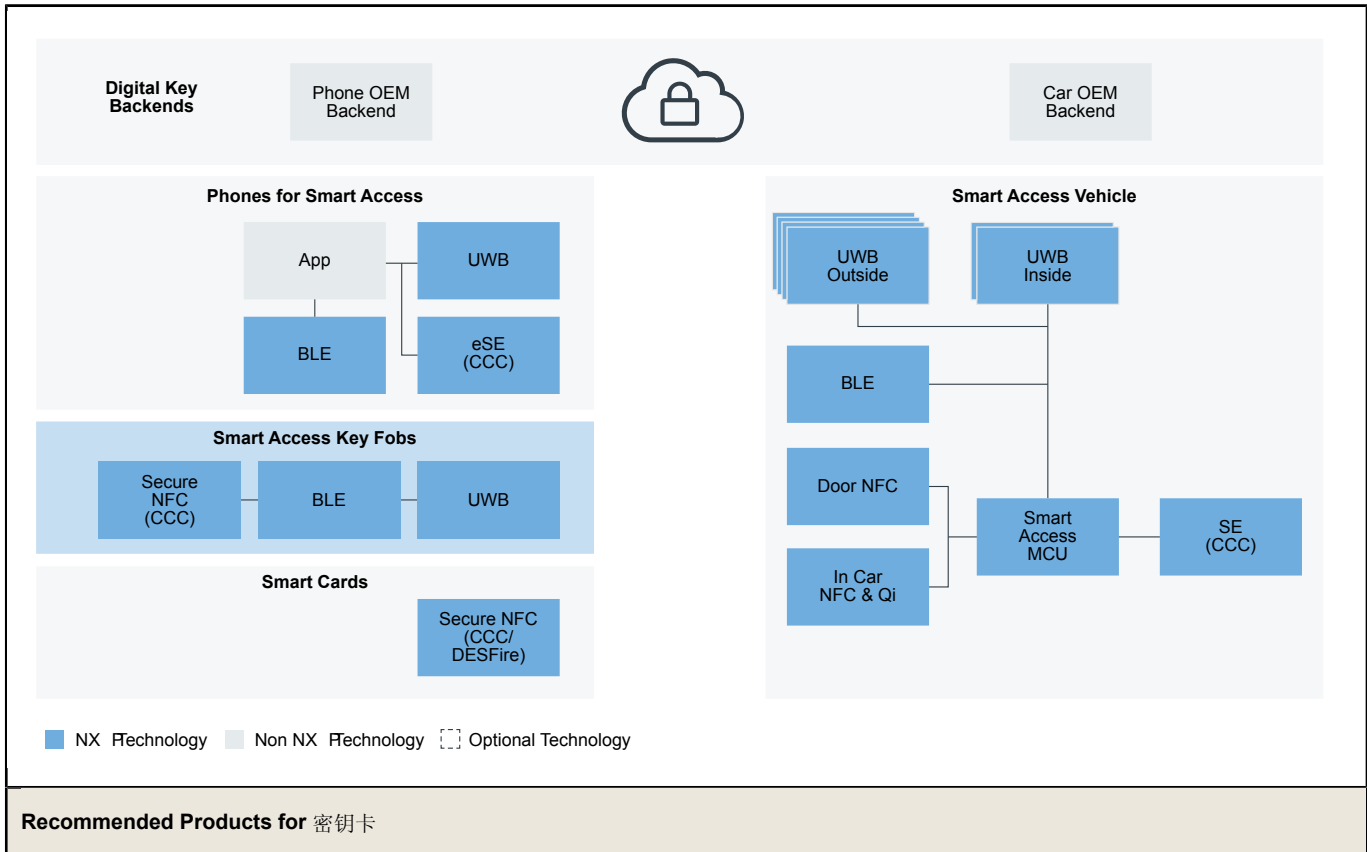 Digital Key
Backends
Phone OEM
Backend
Car OEM
Backend
Phones for Smart Access
App
UWB
BLE
eSE
(CCC)
Smart Access Key Fobs
Secure
NFC
(CCC)
BLE
UWB
Smart Cards
Secure NFC
(CCC/
DESFire)
Smart Access Vehicle
UWB
Outside
UWB
Inside
BLE
Door NFC
In Car
NFC & Qi
Smart
Access
MCU
SE
(CCC)
NXP Technology
Non NXP Technology
Optional Technology
Recommended Products for 密钥卡